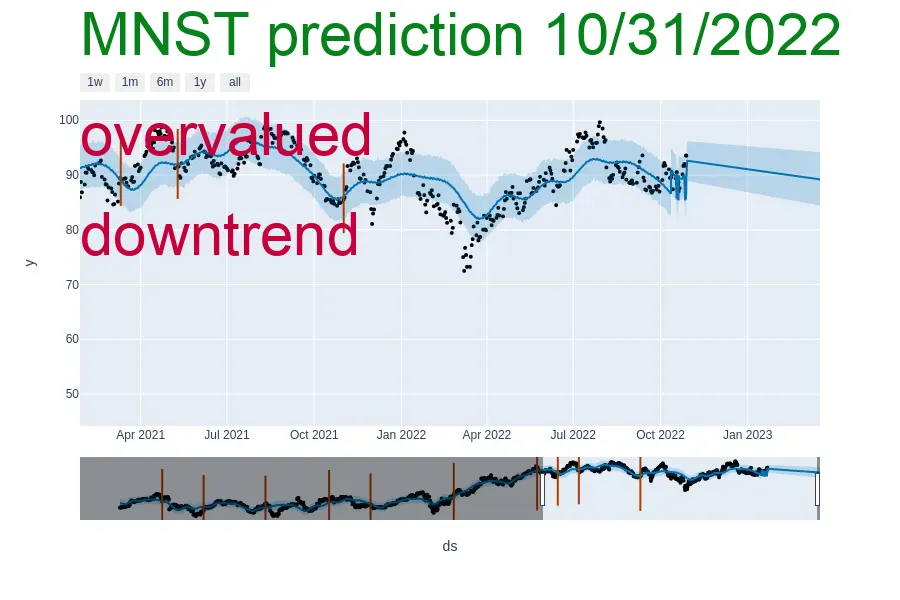 MNST prediction 10/31/2022
1w 1m 6m 1y all
overvalued
downtrend
100
90
80
70
60
50
y
Apr 2021 Jul 2021 Oct 2021 Jan 2022 Apr 2022 Jul 2022 Oct 2022 Jan 2023
ds